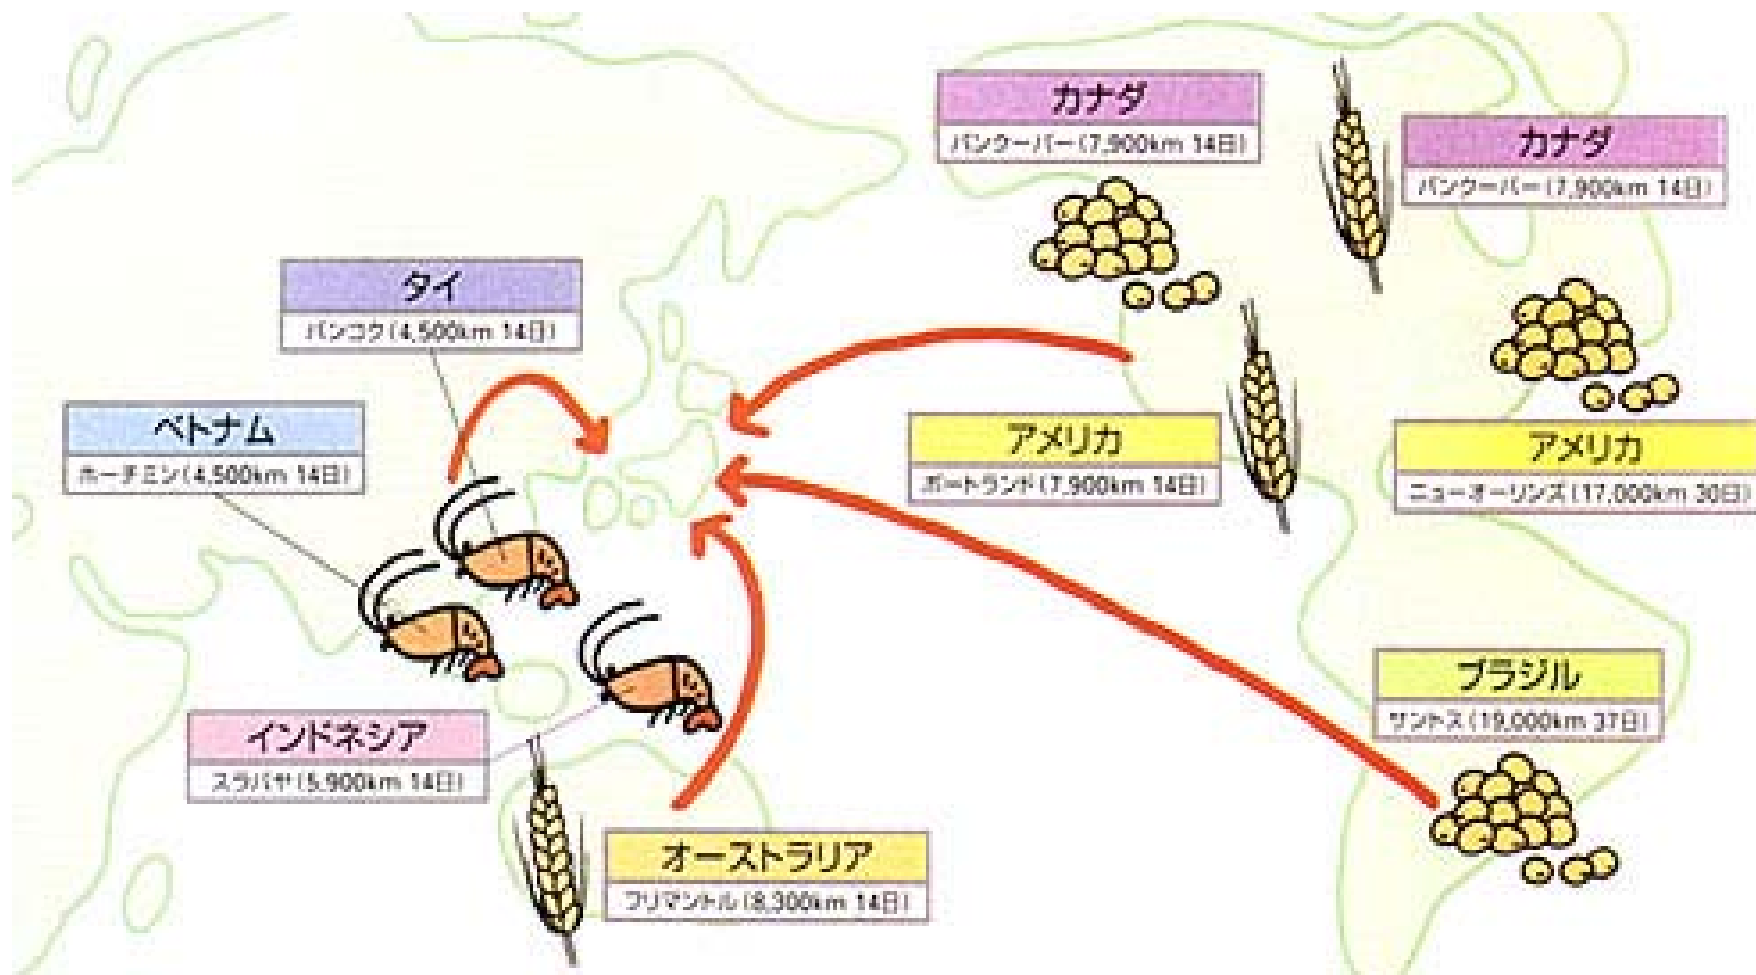 カナダ
バンクーバー(7,900km 14日)
カナダ
バンクーバー(7,900km 14日)
タイ
バンコク(4,500km 14日)
ベトナム
ホーチミン(4,500km 14日)
アメリカ
ポートランド(7,900km 14日)
アメリカ
ニューオーリンズ(17,000km 30日)
ブラジル
サントス(19,000km 37日)
インドネシア
スラバヤ(5,900km 14日)
オーストラリア
フリマントル(8,300km 14日)